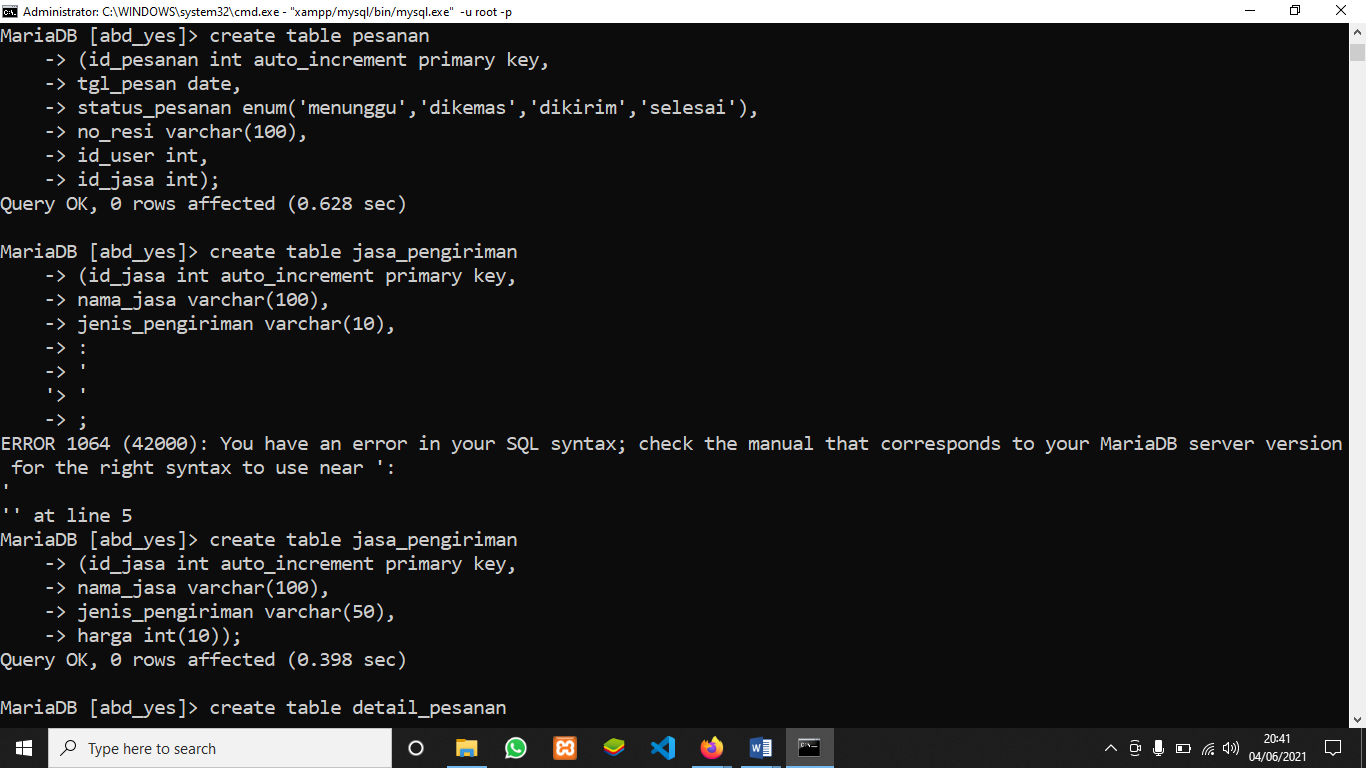 Administrator: C:\WINDOWS\system32\cmd.exe - "xampp/mysql/bin/mysql.exe" -u root -p
MariaDB [abd_yes]> create table pesanan
    -> (id_pesanan int auto_increment primary key,
    -> tgl_pesan date,
    -> status_pesanan enum('menunggu','dikemas','dikirim','selesai'),
    -> no_resi varchar(100),
    -> id_user int,
    -> id_jasa int);
Query OK, 0 rows affected (0.628 sec)

MariaDB [abd_yes]> create table jasa_pengiriman
    -> (id_jasa int auto_increment primary key,
    -> nama_jasa varchar(100),
    -> jenis_pengiriman varchar(10),
    -> :
    -> '
    '> '
    -> ;
ERROR 1064 (42000): You have an error in your SQL syntax; check the manual that corresponds to your MariaDB server version
 for the right syntax to use near ':
'
'' at line 5
MariaDB [abd_yes]> create table jasa_pengiriman
    -> (id_jasa int auto_increment primary key,
    -> nama_jasa varchar(100),
    -> jenis_pengiriman varchar(50),
    -> harga int(10));
Query OK, 0 rows affected (0.398 sec)

MariaDB [abd_yes]> create table detail_pesanan
Type here to search
20:41
04/06/2021